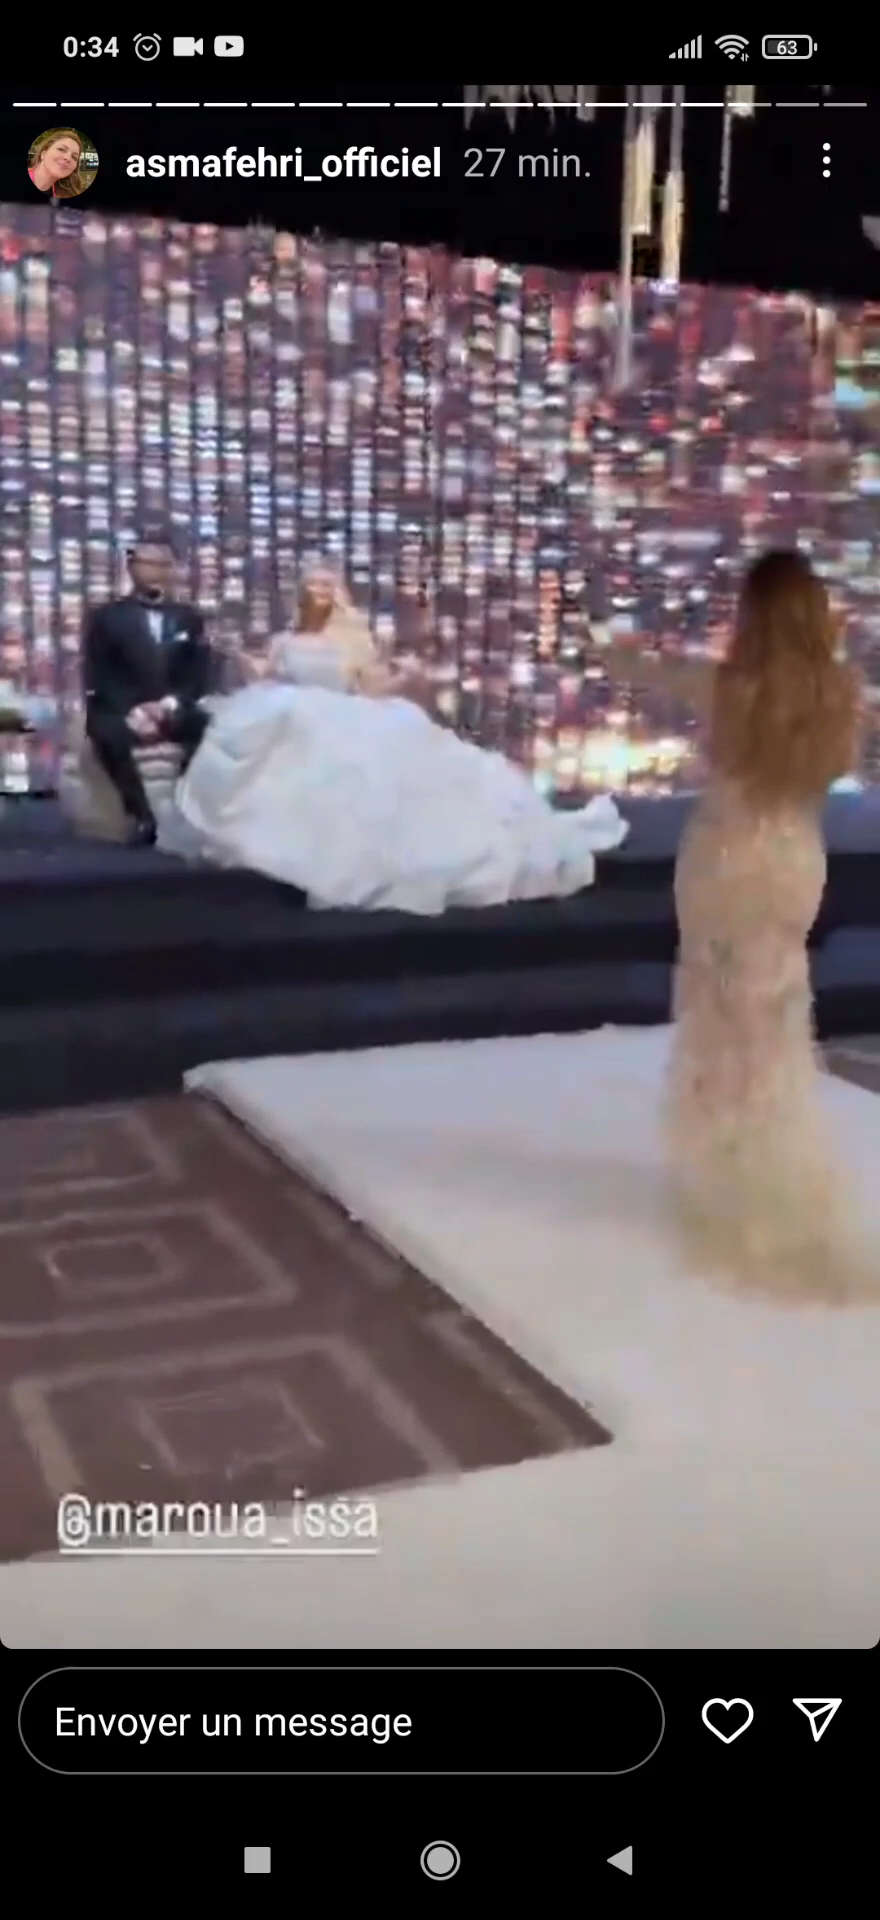 0:34
63
asmafehri_officiel 27 min.
@maroua_issa
Envoyer un message